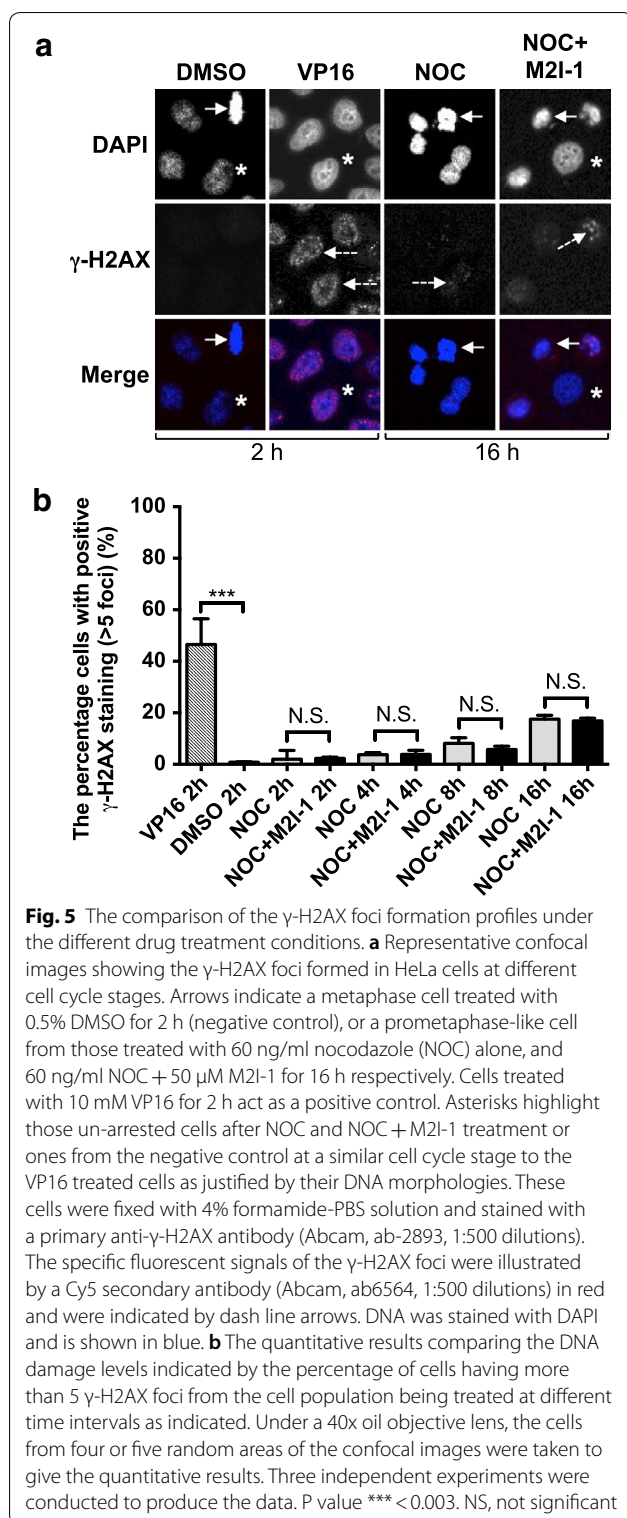 a
DMSO VP16 NOC NOC+
M2I-1
DAPI
*
*
*
γ-H2AX
Merge
*
*
*
2 h 16 h
b
The percentage cells with positive
γ-H2AX staining (>5 foci) (%)
100
80
60
40
20
0
***
N.S.
N.S.
N.S.
N.S.
VP16 2h
DMSO 2h
NOC 2h
NOC+M2I-1 2h
NOC 4h
NOC+M2I-1 4h
NOC 8h
NOC+M2I-1 8h
NOC 16h
NOC+M2I-1 16h
Fig. 5 The comparison of the γ-H2AX foci formation profiles under
the different drug treatment conditions. a Representative confocal
images showing the γ-H2AX foci formed in HeLa cells at different
cell cycle stages. Arrows indicate a metaphase cell treated with
0.5% DMSO for 2 h (negative control), or a prometaphase-like cell
from those treated with 60 ng/ml nocodazole (NOC) alone, and
60 ng/ml NOC + 50 µM M2I-1 for 16 h respectively. Cells treated
with 10 mM VP16 for 2 h act as a positive control. Asterisks highlight
those un-arrested cells after NOC and NOC + M2I-1 treatment or
ones from the negative control at a similar cell cycle stage to the
VP16 treated cells as justified by their DNA morphologies. These
cells were fixed with 4% formamide-PBS solution and stained with
a primary anti-γ-H2AX antibody (Abcam, ab-2893, 1:500 dilutions).
The specific fluorescent signals of the γ-H2AX foci were illustrated
by a Cy5 secondary antibody (Abcam, ab6564, 1:500 dilutions) in red
and were indicated by dash line arrows. DNA was stained with DAPI
and is shown in blue. b The quantitative results comparing the DNA
damage levels indicated by the percentage of cells having more
than 5 γ-H2AX foci from the cell population being treated at different
time intervals as indicated. Under a 40x oil objective lens, the cells
from four or five random areas of the confocal images were taken to
give the quantitative results. Three independent experiments were
conducted to produce the data. P value *** < 0.003. NS, not significant